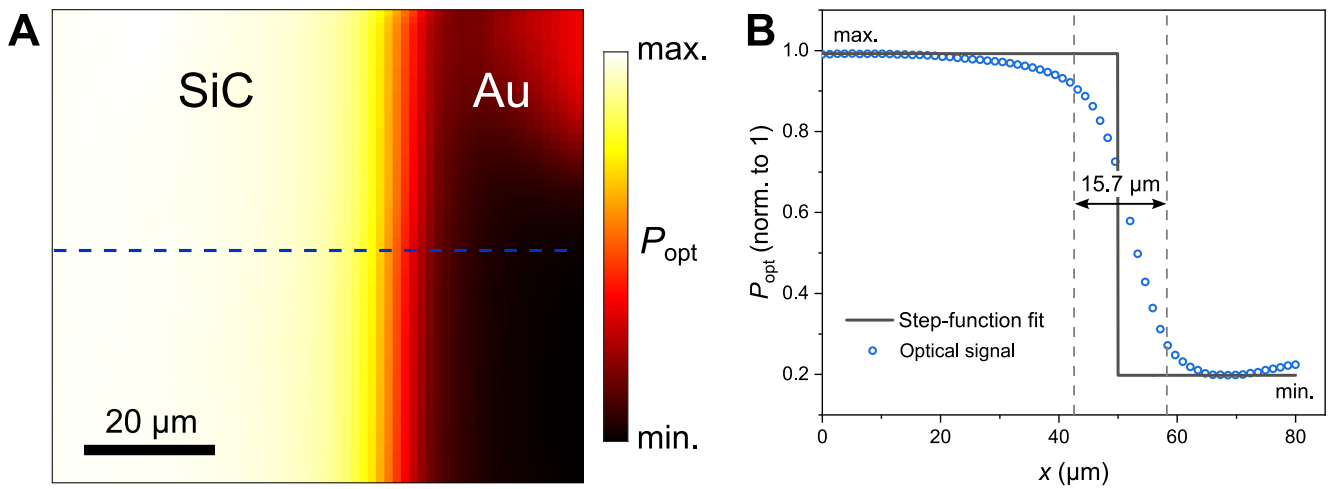 A
SiC
Au
20 µm
max.
P_opt
min.
B
max.
1.0
0.8
0.6
0.4
0.2
P_opt (norm. to 1)
15.7 µm
Step-function fit
Optical signal
min.
0 20 40 60 80
x (µm)